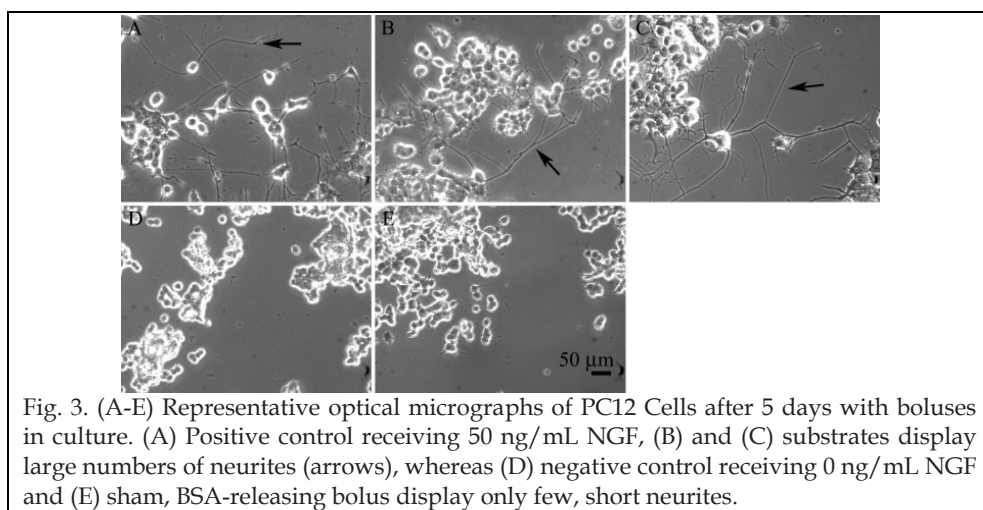 A
B
C
D
E
50 μm
Fig. 3. (A-E) Representative optical micrographs of PC12 Cells after 5 days with boluses
in culture. (A) Positive control receiving 50 ng/mL NGF, (B) and (C) substrates display
large numbers of neurites (arrows), whereas (D) negative control receiving 0 ng/mL NGF
and (E) sham, BSA-releasing bolus display only few, short neurites.